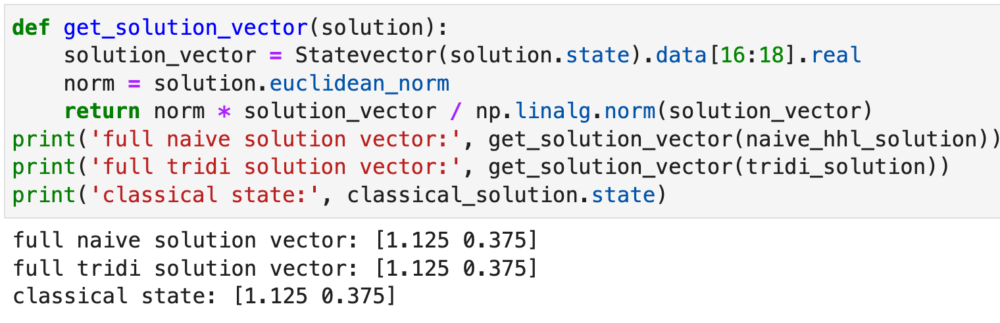 def get_solution_vector(solution):
    solution_vector = Statevector(solution.state).data[16:18].real
    norm = solution.euclidean_norm
    return norm * solution_vector / np.linalg.norm(solution_vector)
print('full naive solution vector:', get_solution_vector(naive_hhl_solution))
print('full tridi solution vector:', get_solution_vector(tridi_solution))
print('classical state:', classical_solution.state)
full naive solution vector: [1.125 0.375]
full tridi solution vector: [1.125 0.375]
classical state: [1.125 0.375]